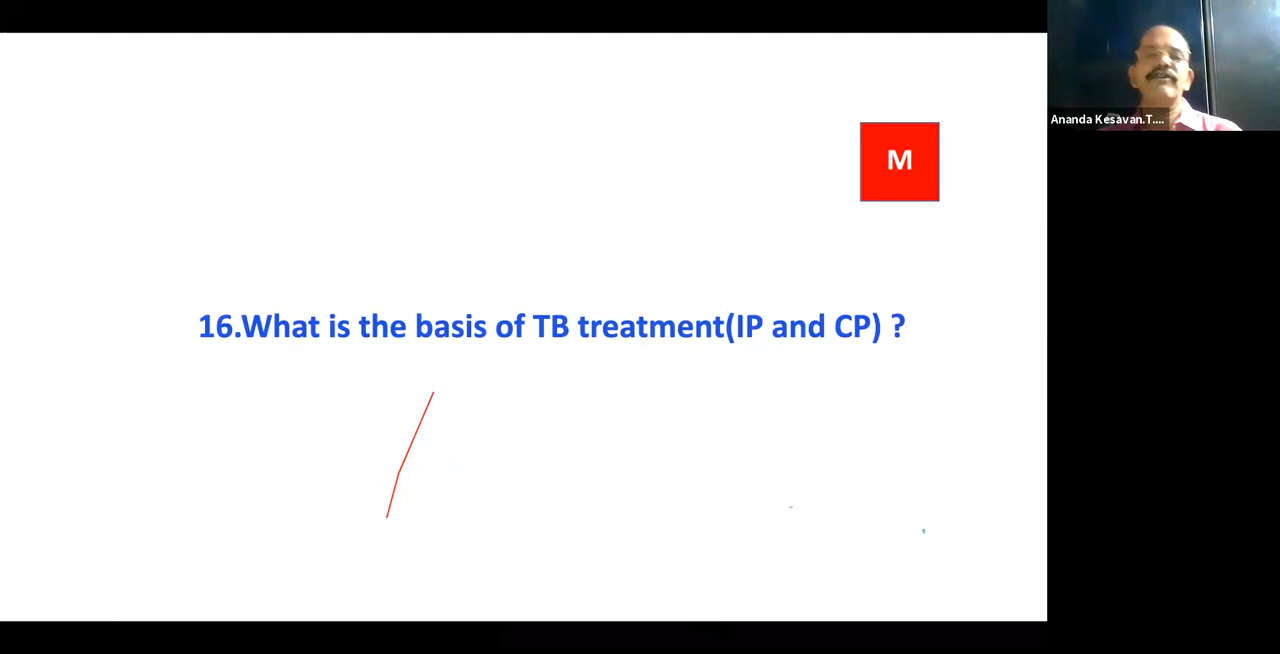 Ananda Kesavan.T....
M
16.What is the basis of TB treatment(IP and CP) ?